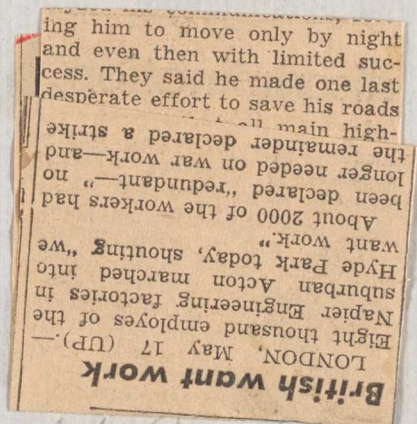 ing him to move only by night
and even then with limited suc-
cess. They said he made one last
desperate effort to save his roads
all main high-
British want work
LONDON, May 17 (UP).—
Eight thousand employes of the
Napier Engineering factories in
suburban Acton marched into
Hyde Park today, shouting "we
want work."
About 2000 of the workers had
been declared "redundant—" no
longer needed on war work—and
the remainder declared a strike